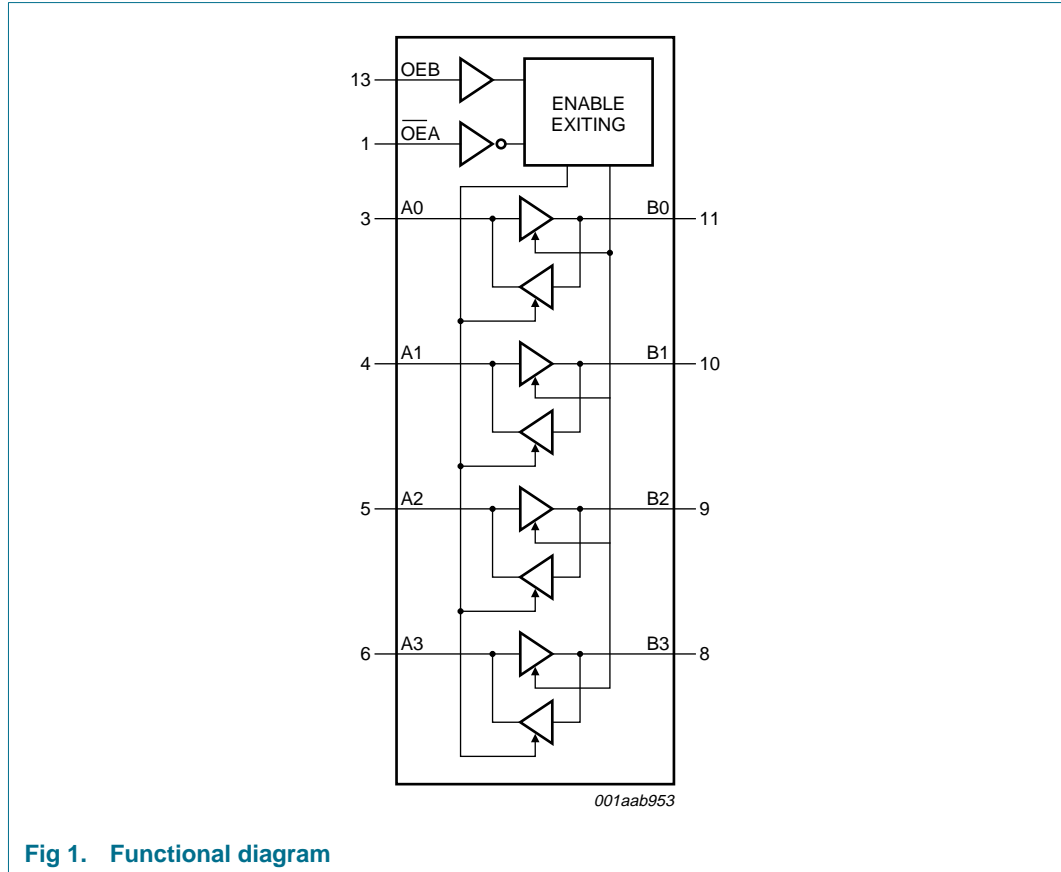 13 OEB
ENABLE
EXITING
1 O̅E̅A
3 A0 B0 11
4 A1 B1 10
5 A2 B2 9
6 A3 B3 8
001aab953
Fig 1. Functional diagram